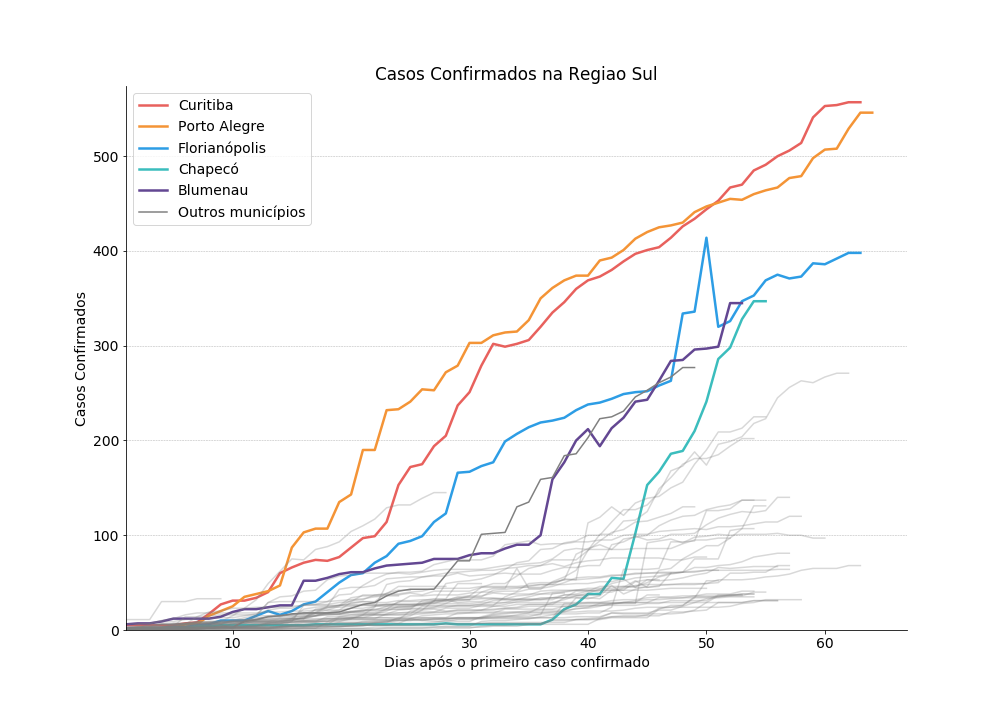 Casos Confirmados na Regiao Sul
Curitiba
Porto Alegre
Florianópolis
Chapecó
Blumenau
Outros municípios
500
400
300
200
100
0
Casos Confirmados
10 20 30 40 50 60
Dias após o primeiro caso confirmado